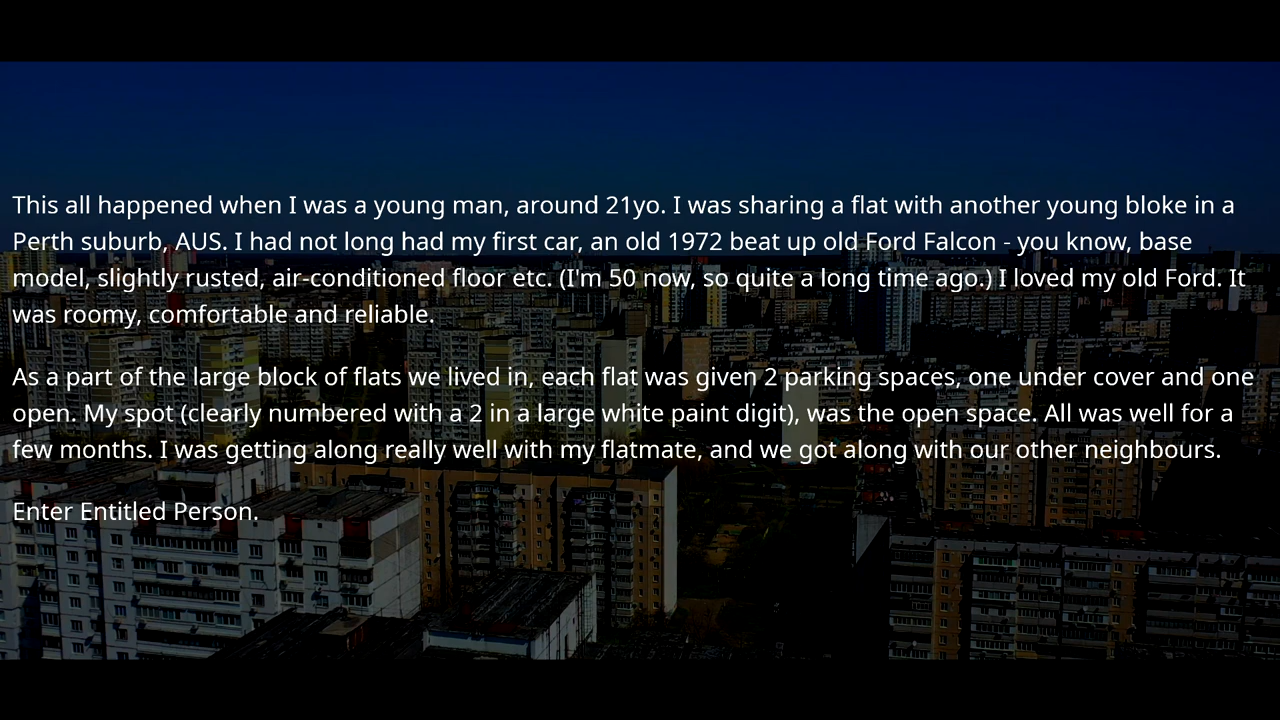 This all happened when I was a young man, around 21yo. I was sharing a flat with another young bloke in a
Perth suburb, AUS. I had not long had my first car, an old 1972 beat up old Ford Falcon - you know, base
model, slightly rusted, air-conditioned floor etc. (I'm 50 now, so quite a long time ago.) I loved my old Ford. It
was roomy, comfortable and reliable.
As a part of the large block of flats we lived in, each flat was given 2 parking spaces, one under cover and one
open. My spot (clearly numbered with a 2 in a large white paint digit), was the open space. All was well for a
few months. I was getting along really well with my flatmate, and we got along with our other neighbours.
Enter Entitled Person.